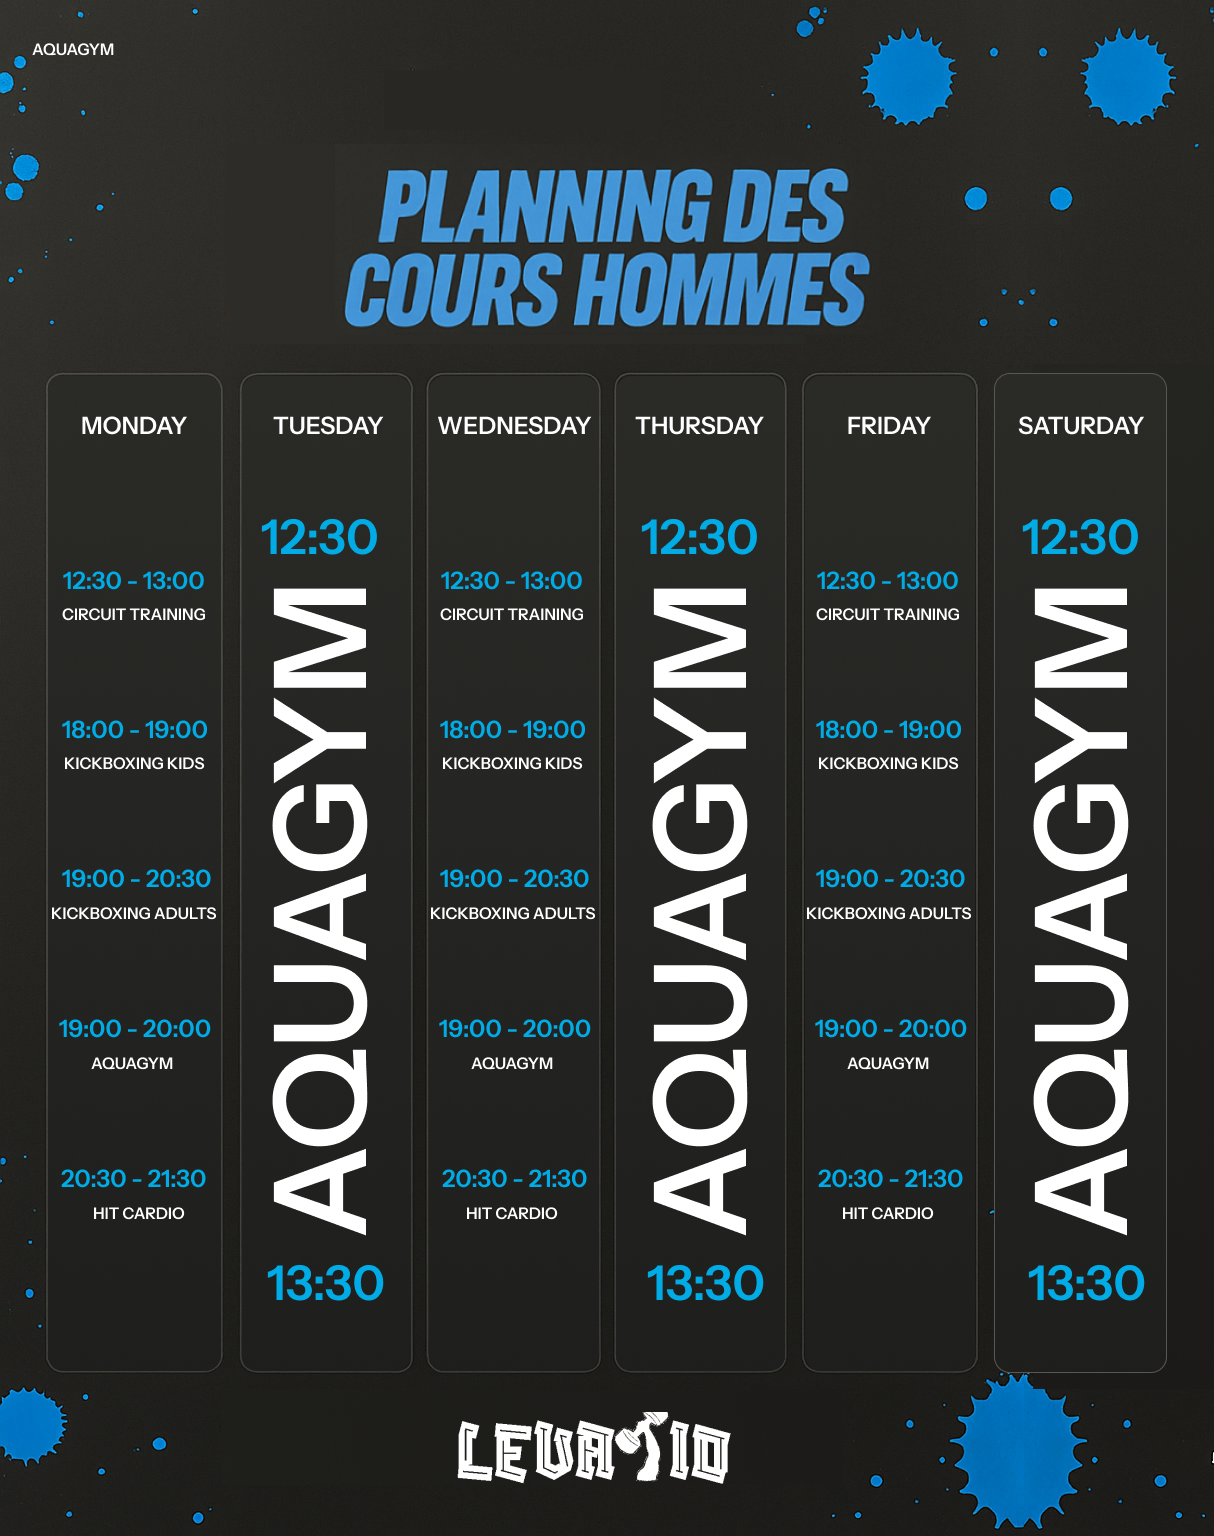 AQUAGYM
PLANNING DES
COURS HOMMES
MONDAY
12:30 - 13:00
CIRCUIT TRAINING
18:00 - 19:00
KICKBOXING KIDS
19:00 - 20:30
KICKBOXING ADULTS
19:00 - 20:00
AQUAGYM
20:30 - 21:30
HIT CARDIO
TUESDAY
12:30
AQUAGYM
13:30
WEDNESDAY
12:30 - 13:00
CIRCUIT TRAINING
18:00 - 19:00
KICKBOXING KIDS
19:00 - 20:30
KICKBOXING ADULTS
19:00 - 20:00
AQUAGYM
20:30 - 21:30
HIT CARDIO
THURSDAY
12:30
AQUAGYM
13:30
FRIDAY
12:30 - 13:00
CIRCUIT TRAINING
18:00 - 19:00
KICKBOXING KIDS
19:00 - 20:30
KICKBOXING ADULTS
19:00 - 20:00
AQUAGYM
20:30 - 21:30
HIT CARDIO
SATURDAY
12:30
AQUAGYM
13:30